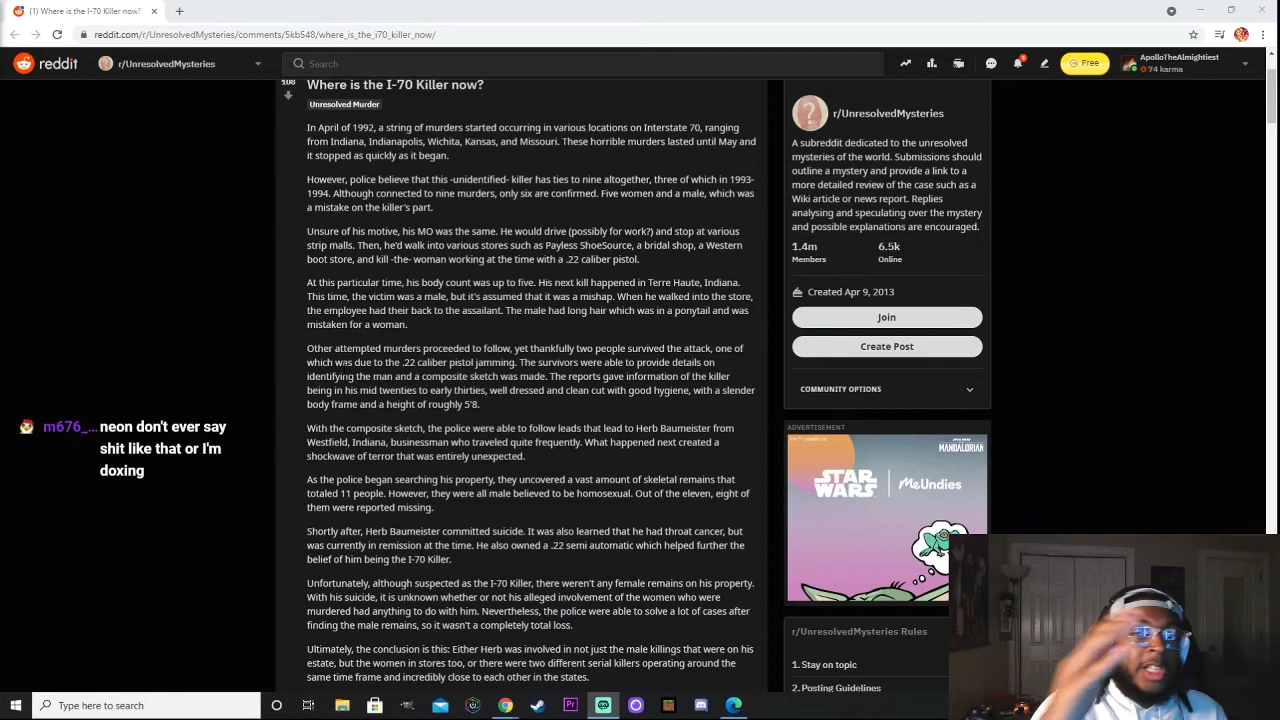 (1) Where is the I-70 Killer now?
reddit.com/r/UnresolvedMysteries/comments/5kb548/where_is_the_i70_killer_now/
reddit
r/UnresolvedMysteries
Search
1
Free
ApolloTheAlmightiest
74 karma
108
Where is the I-70 Killer now?
Unresolved Murder
In April of 1992, a string of murders started occurring in various locations on Interstate 70, ranging
from Indiana, Indianapolis, Wichita, Kansas, and Missouri. These horrible murders lasted until May and
it stopped as quickly as it began.
However, police believe that this -unidentified- killer has ties to nine altogether, three of which in 1993-
1994. Although connected to nine murders, only six are confirmed. Five women and a male, which was
a mistake on the killer's part.
Unsure of his motive, his MO was the same. He would drive (possibly for work?) and stop at various
strip malls. Then, he'd walk into various stores such as Payless ShoeSource, a bridal shop, a Western
boot store, and kill -the- woman working at the time with a .22 caliber pistol.
At this particular time, his body count was up to five. His next kill happened in Terre Haute, Indiana.
This time, the victim was a male, but it's assumed that it was a mishap. When he walked into the store,
the employee had their back to the assailant. The male had long hair which was in a ponytail and was
mistaken for a woman.
Other attempted murders proceeded to follow, yet thankfully two people survived the attack, one of
which was due to the .22 caliber pistol jamming. The survivors were able to provide details on
identifying the man and a composite sketch was made. The reports gave information of the killer
being in his mid twenties to early thirties, well dressed and clean cut with good hygiene, with a slender
body frame and a height of roughly 5'8.
With the composite sketch, the police were able to follow leads that lead to Herb Baumeister from
Westfield, Indiana, businessman who traveled quite frequently. What happened next created a
shockwave of terror that was entirely unexpected.
As the police began searching his property, they uncovered a vast amount of skeletal remains that
totaled 11 people. However, they were all male believed to be homosexual. Out of the eleven, eight of
them were reported missing.
Shortly after, Herb Baumeister committed suicide. It was also learned that he had throat cancer, but
was currently in remission at the time. He also owned a .22 semi automatic which helped further the
belief of him being the I-70 Killer.
Unfortunately, although suspected as the I-70 Killer, there weren't any female remains on his property.
With his suicide, it is unknown whether or not his alleged involvement of the women who were
murdered had anything to do with him. Nevertheless, the police were able to solve a lot of cases after
finding the male remains, so it wasn't a completely total loss.
Ultimately, the conclusion is this: Either Herb was involved in not just the male killings that were on his
estate, but the women in stores too, or there were two different serial killers operating around the
same time frame and incredibly close to each other in the states.
r/UnresolvedMysteries
A subreddit dedicated to the unresolved
mysteries of the world. Submissions should
outline a mystery and provide a link to a
more detailed review of the case such as a
Wiki article or news report. Replies
analysing and speculating over the mystery
and possible explanations are encouraged.
1.4m
6.5k
Members
Online
Created Apr 9, 2013
Join
Create Post
COMMUNITY OPTIONS
ADVERTISEMENT
STAR WARS
THE MANDALORIAN
STAR
WARS
MeUndies
r/UnresolvedMysteries Rules
1. Stay on topic
2. Posting Guidelines
m676_... neon don't ever say
shit like that or I'm
doxing
Type here to search
Pr